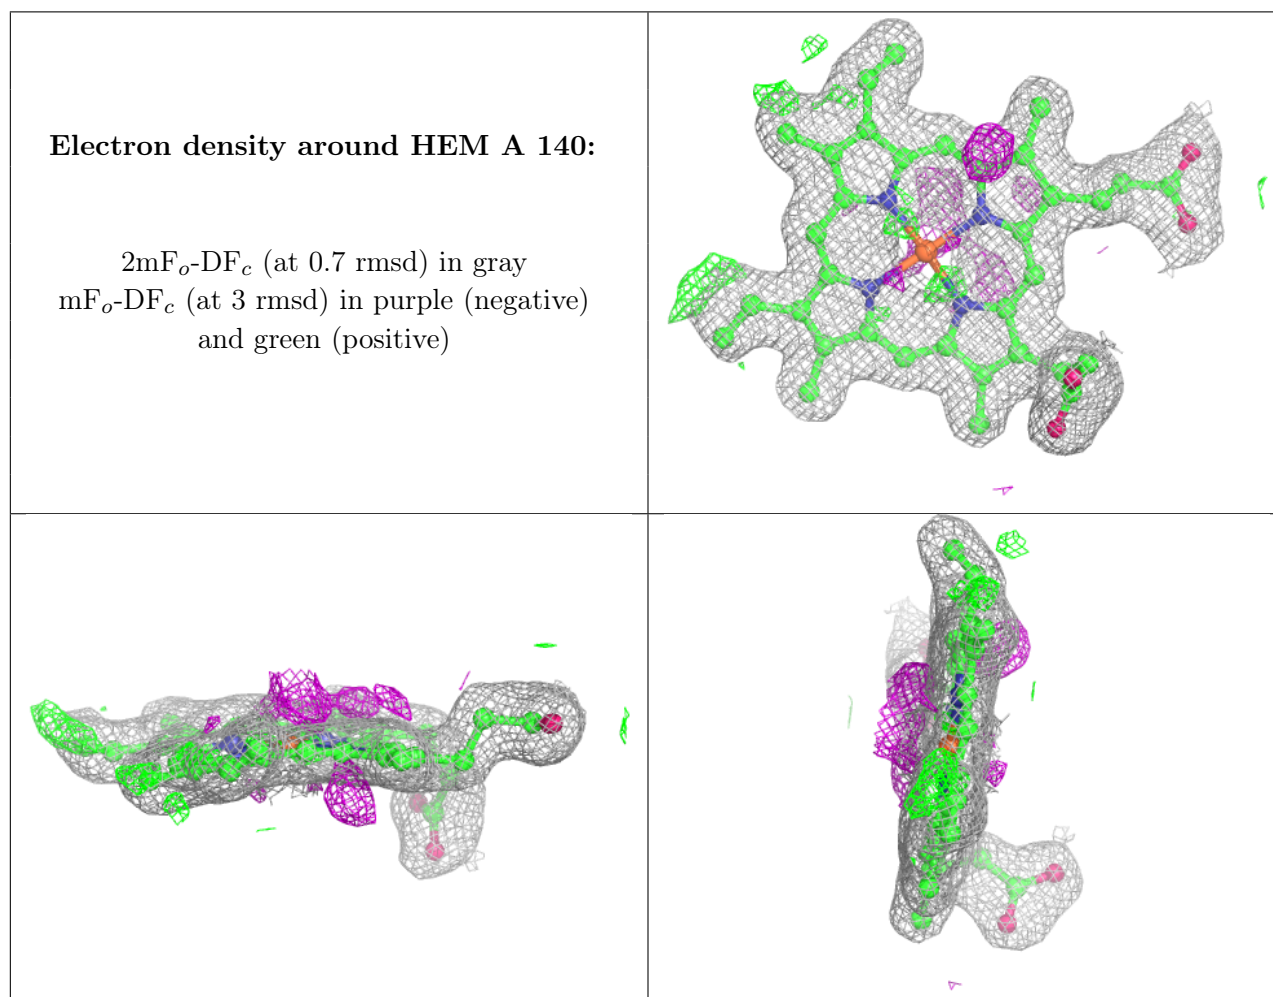 Electron density around HEM A 140:
2mFo-DFc (at 0.7 rmsd) in gray
mFo-DFc (at 3 rmsd) in purple (negative)
and green (positive)